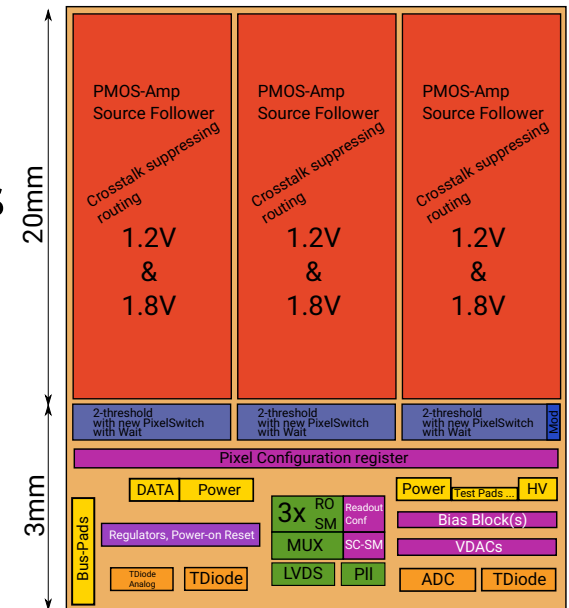 PMOS-Amp
Source Follower
Crosstalk suppressing
routing
1.2V
&
1.8V
PMOS-Amp
Source Follower
Crosstalk suppressing
routing
1.2V
&
1.8V
PMOS-Amp
Source Follower
Crosstalk suppressing
routing
1.2V
&
1.8V
20mm
2-threshold
with new PixelSwitch
with Wait
2-threshold
with new PixelSwitch
with Wait
2-threshold
with new PixelSwitch
with Wait
Mod
Pixel Configuration register
3mm
Bus-Pads
DATA
Power
Regulators, Power-on Reset
TDiode
Analog
TDiode
3x
RO
SM
Readout
Conf
MUX
SC-SM
LVDS
Pll
Power
Test Pads ...
HV
Bias Block(s)
VDACs
ADC
TDiode